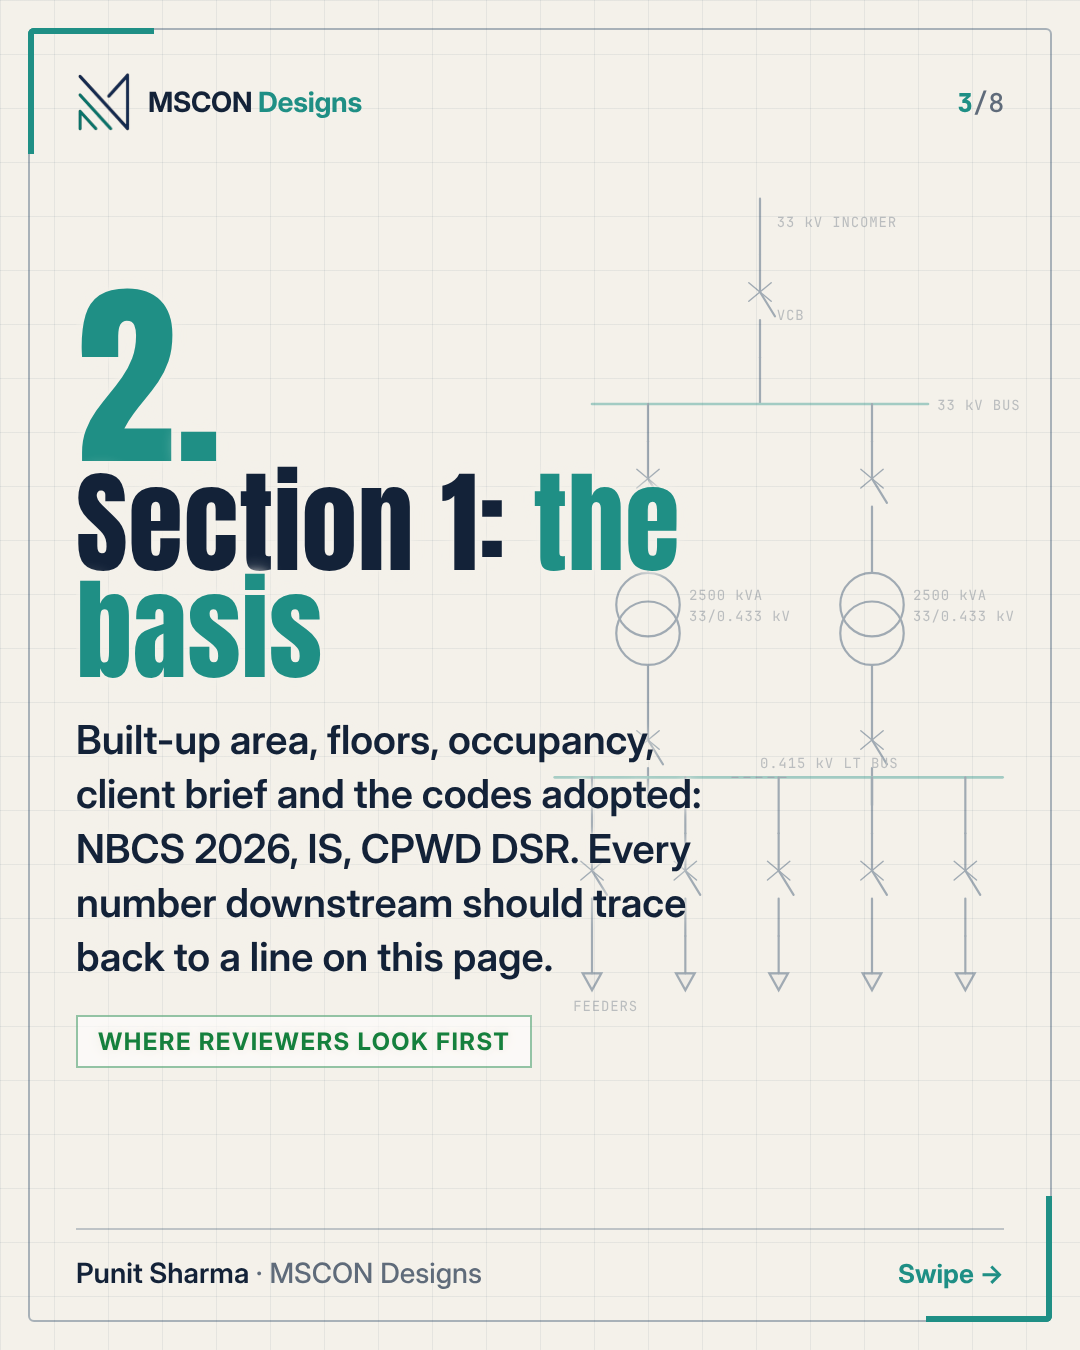 MSCON Designs
3/8
33 kV INCOMER
VCB
33 kV BUS
2.
Section 1: the
basis
2500 kVA
33/0.433 kV
2500 kVA
33/0.433 kV
Built-up area, floors, occupancy,
client brief and the codes adopted:
NBCS 2026, IS, CPWD DSR. Every
number downstream should trace
back to a line on this page.
0.415 kV LT BUS
FEEDERS
WHERE REVIEWERS LOOK FIRST
Punit Sharma · MSCON Designs
Swipe →